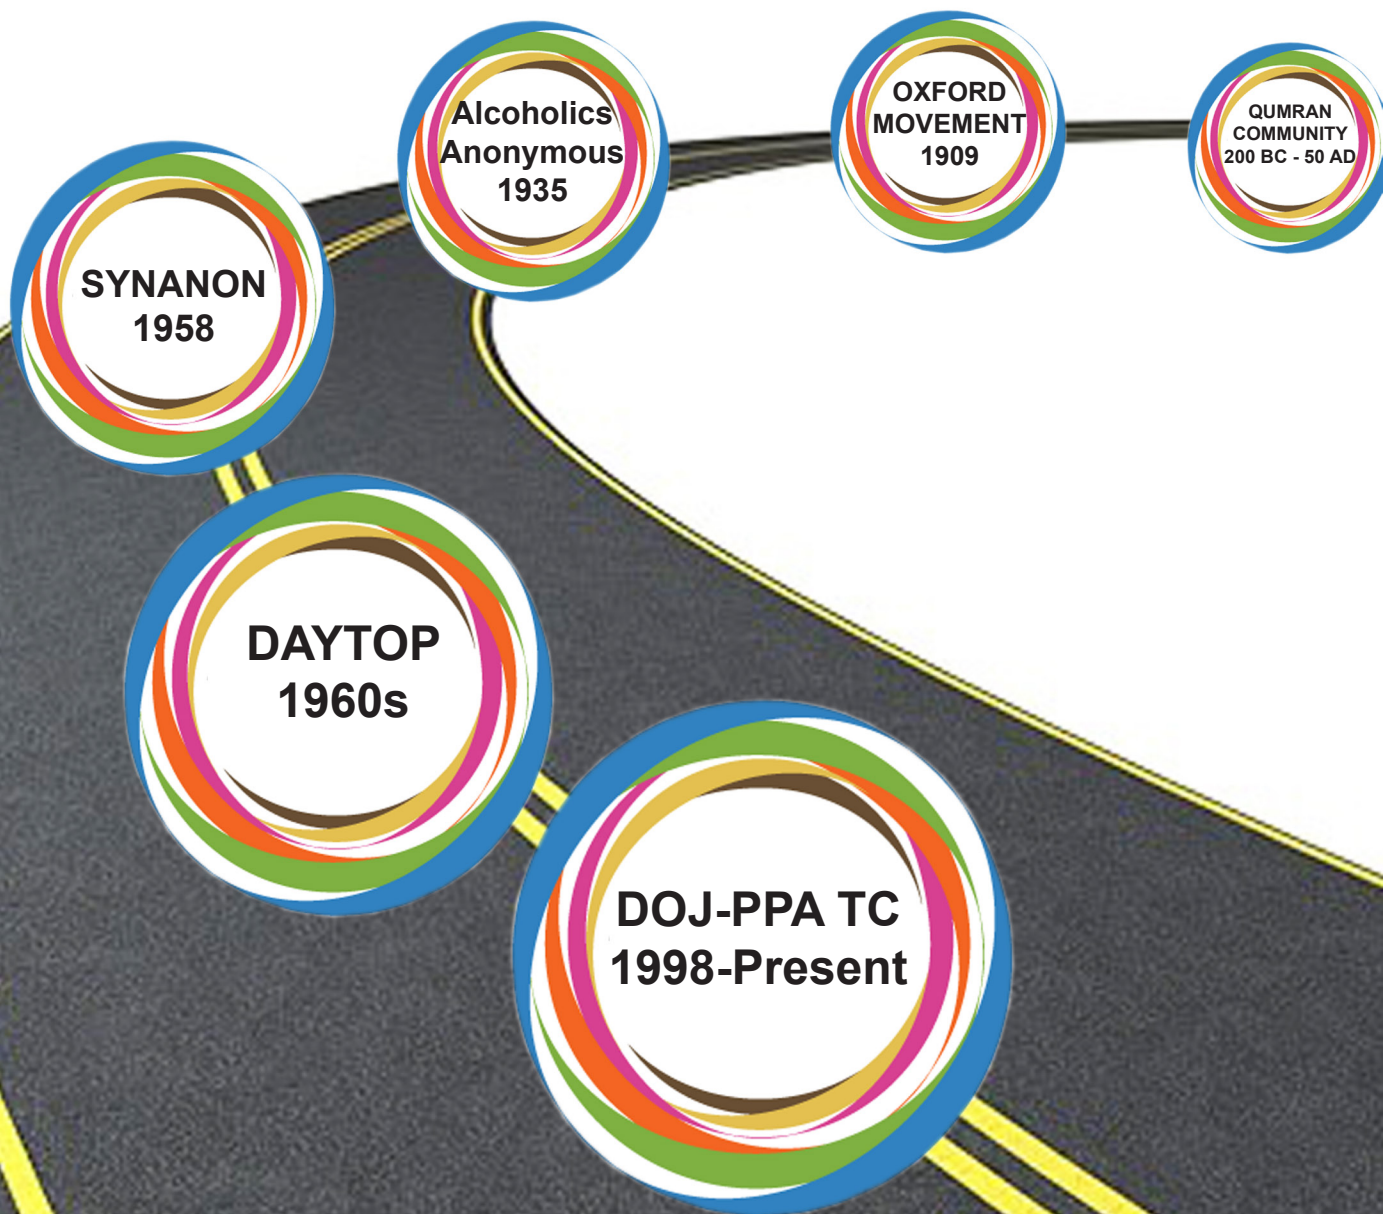 Alcoholics
Anonymous
1935
OXFORD
MOVEMENT
1909
QUMRAN
COMMUNITY
200 BC - 50 AD
SYNANON
1958
DAYTOP
1960s
DOJ-PPA TC
1998-Present